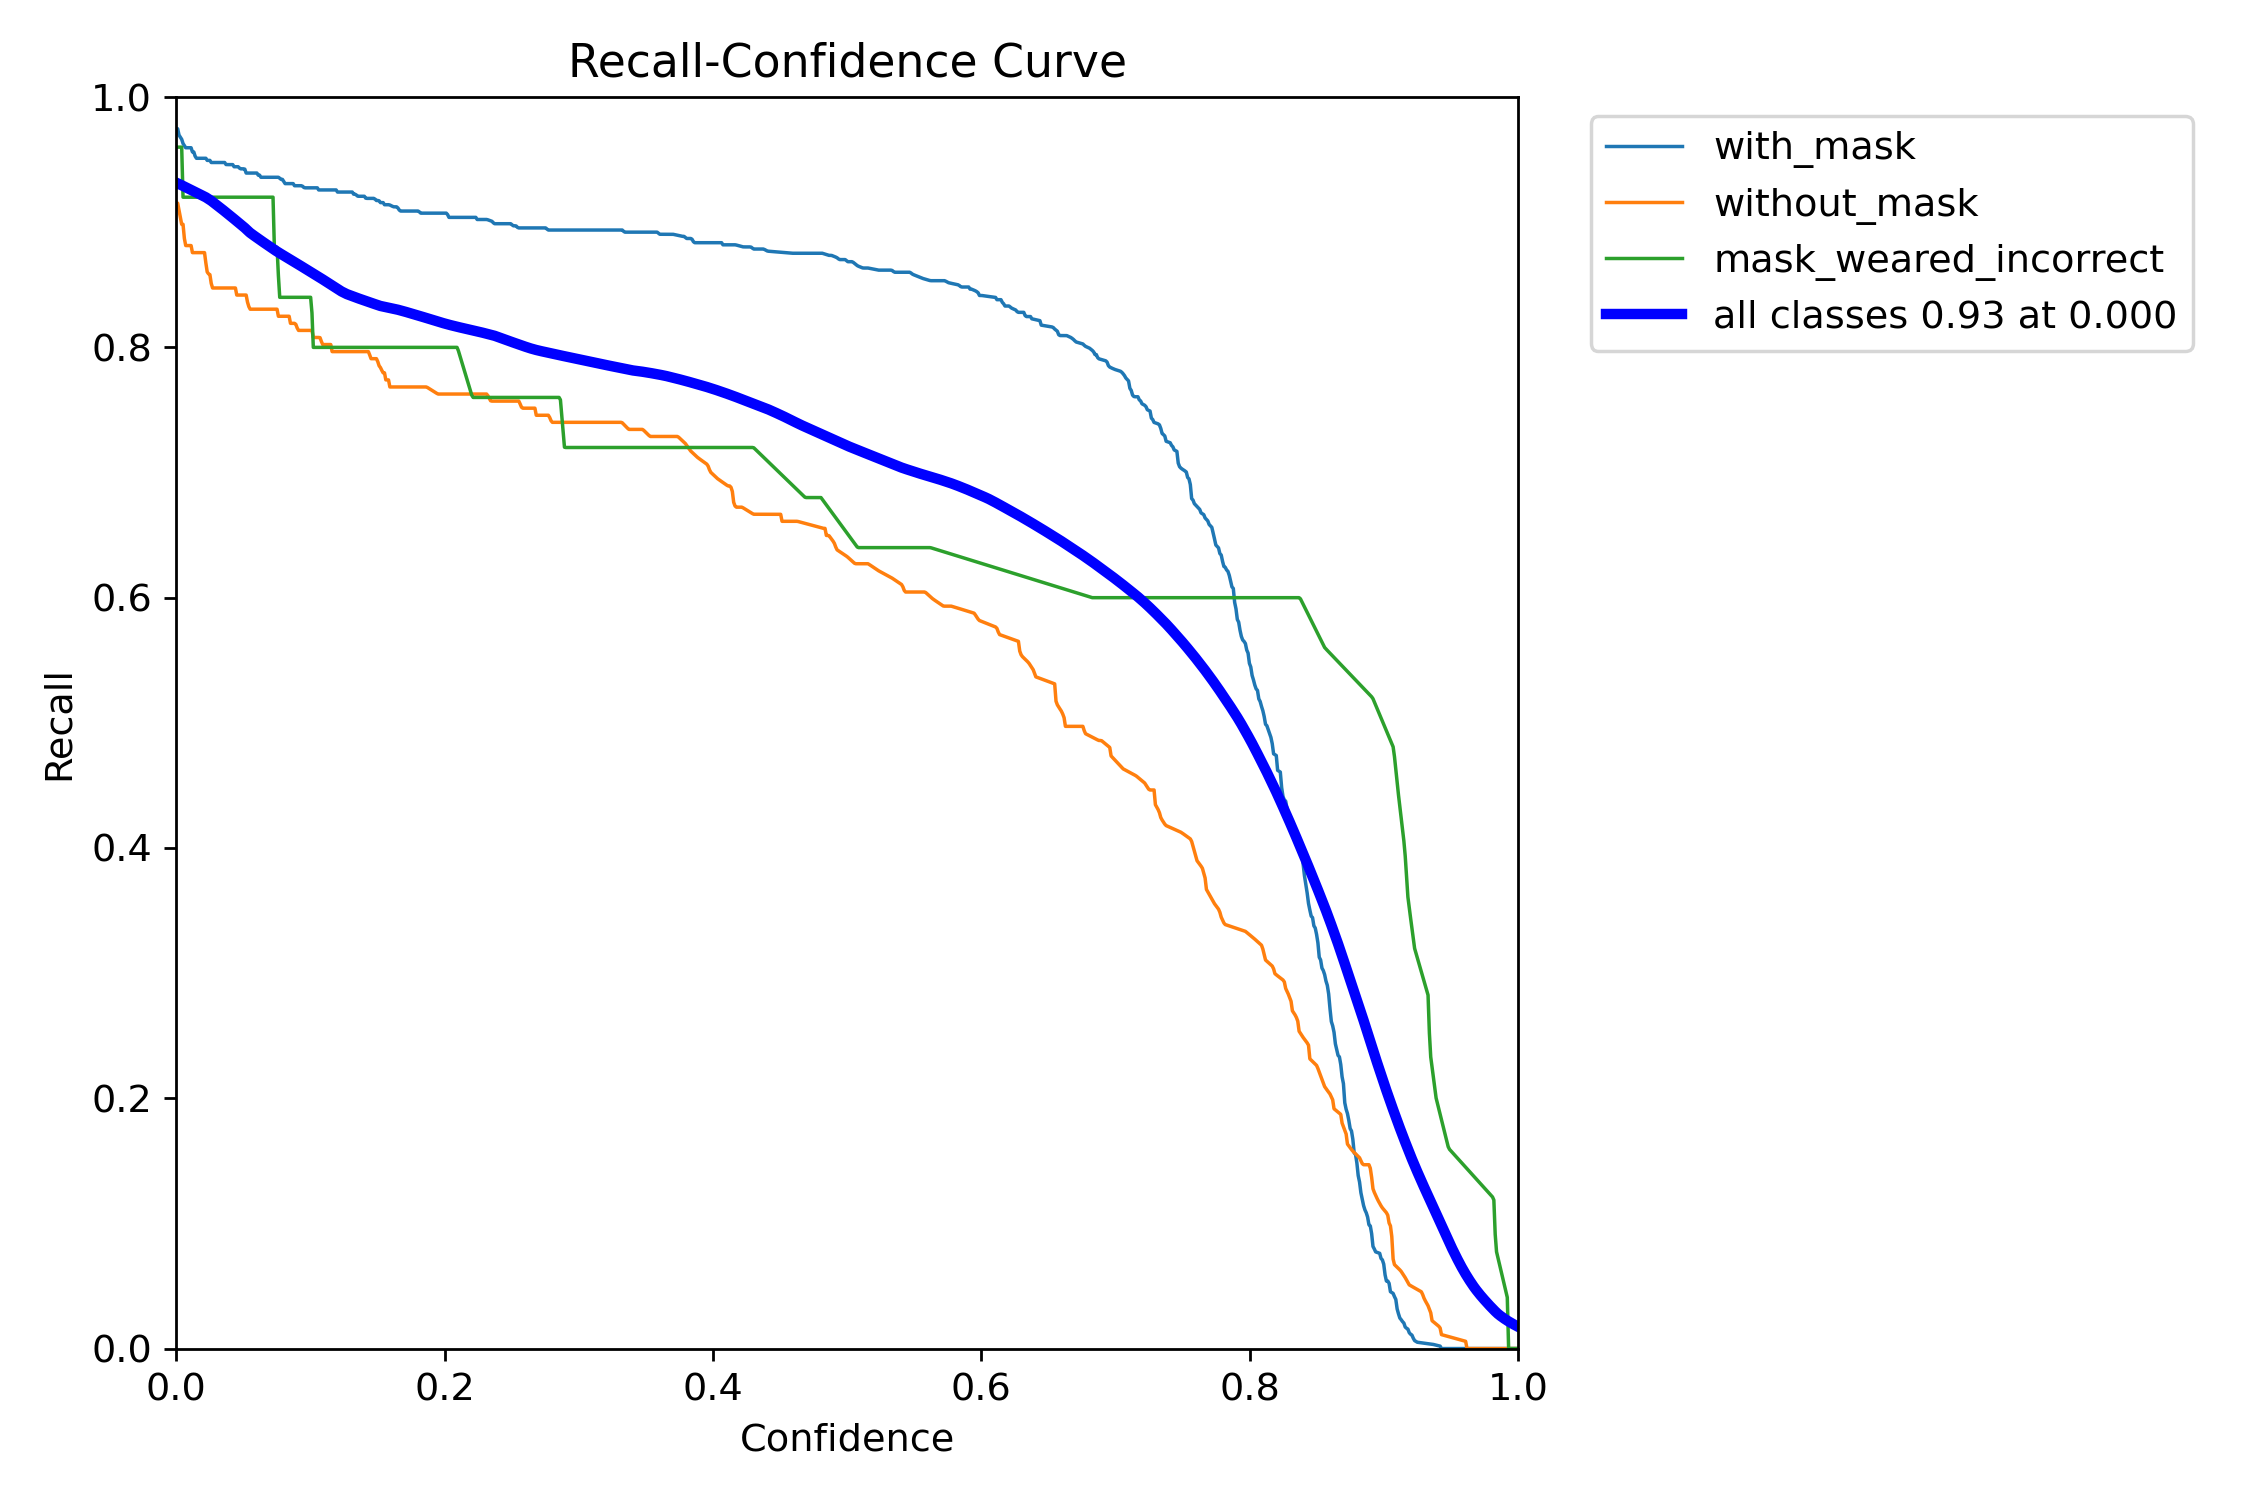 Recall-Confidence Curve
1.0
0.8
0.6
0.4
0.2
0.0
Recall
0.0 0.2 0.4 0.6 0.8 1.0
Confidence
with_mask
without_mask
mask_weared_incorrect
all classes 0.93 at 0.000